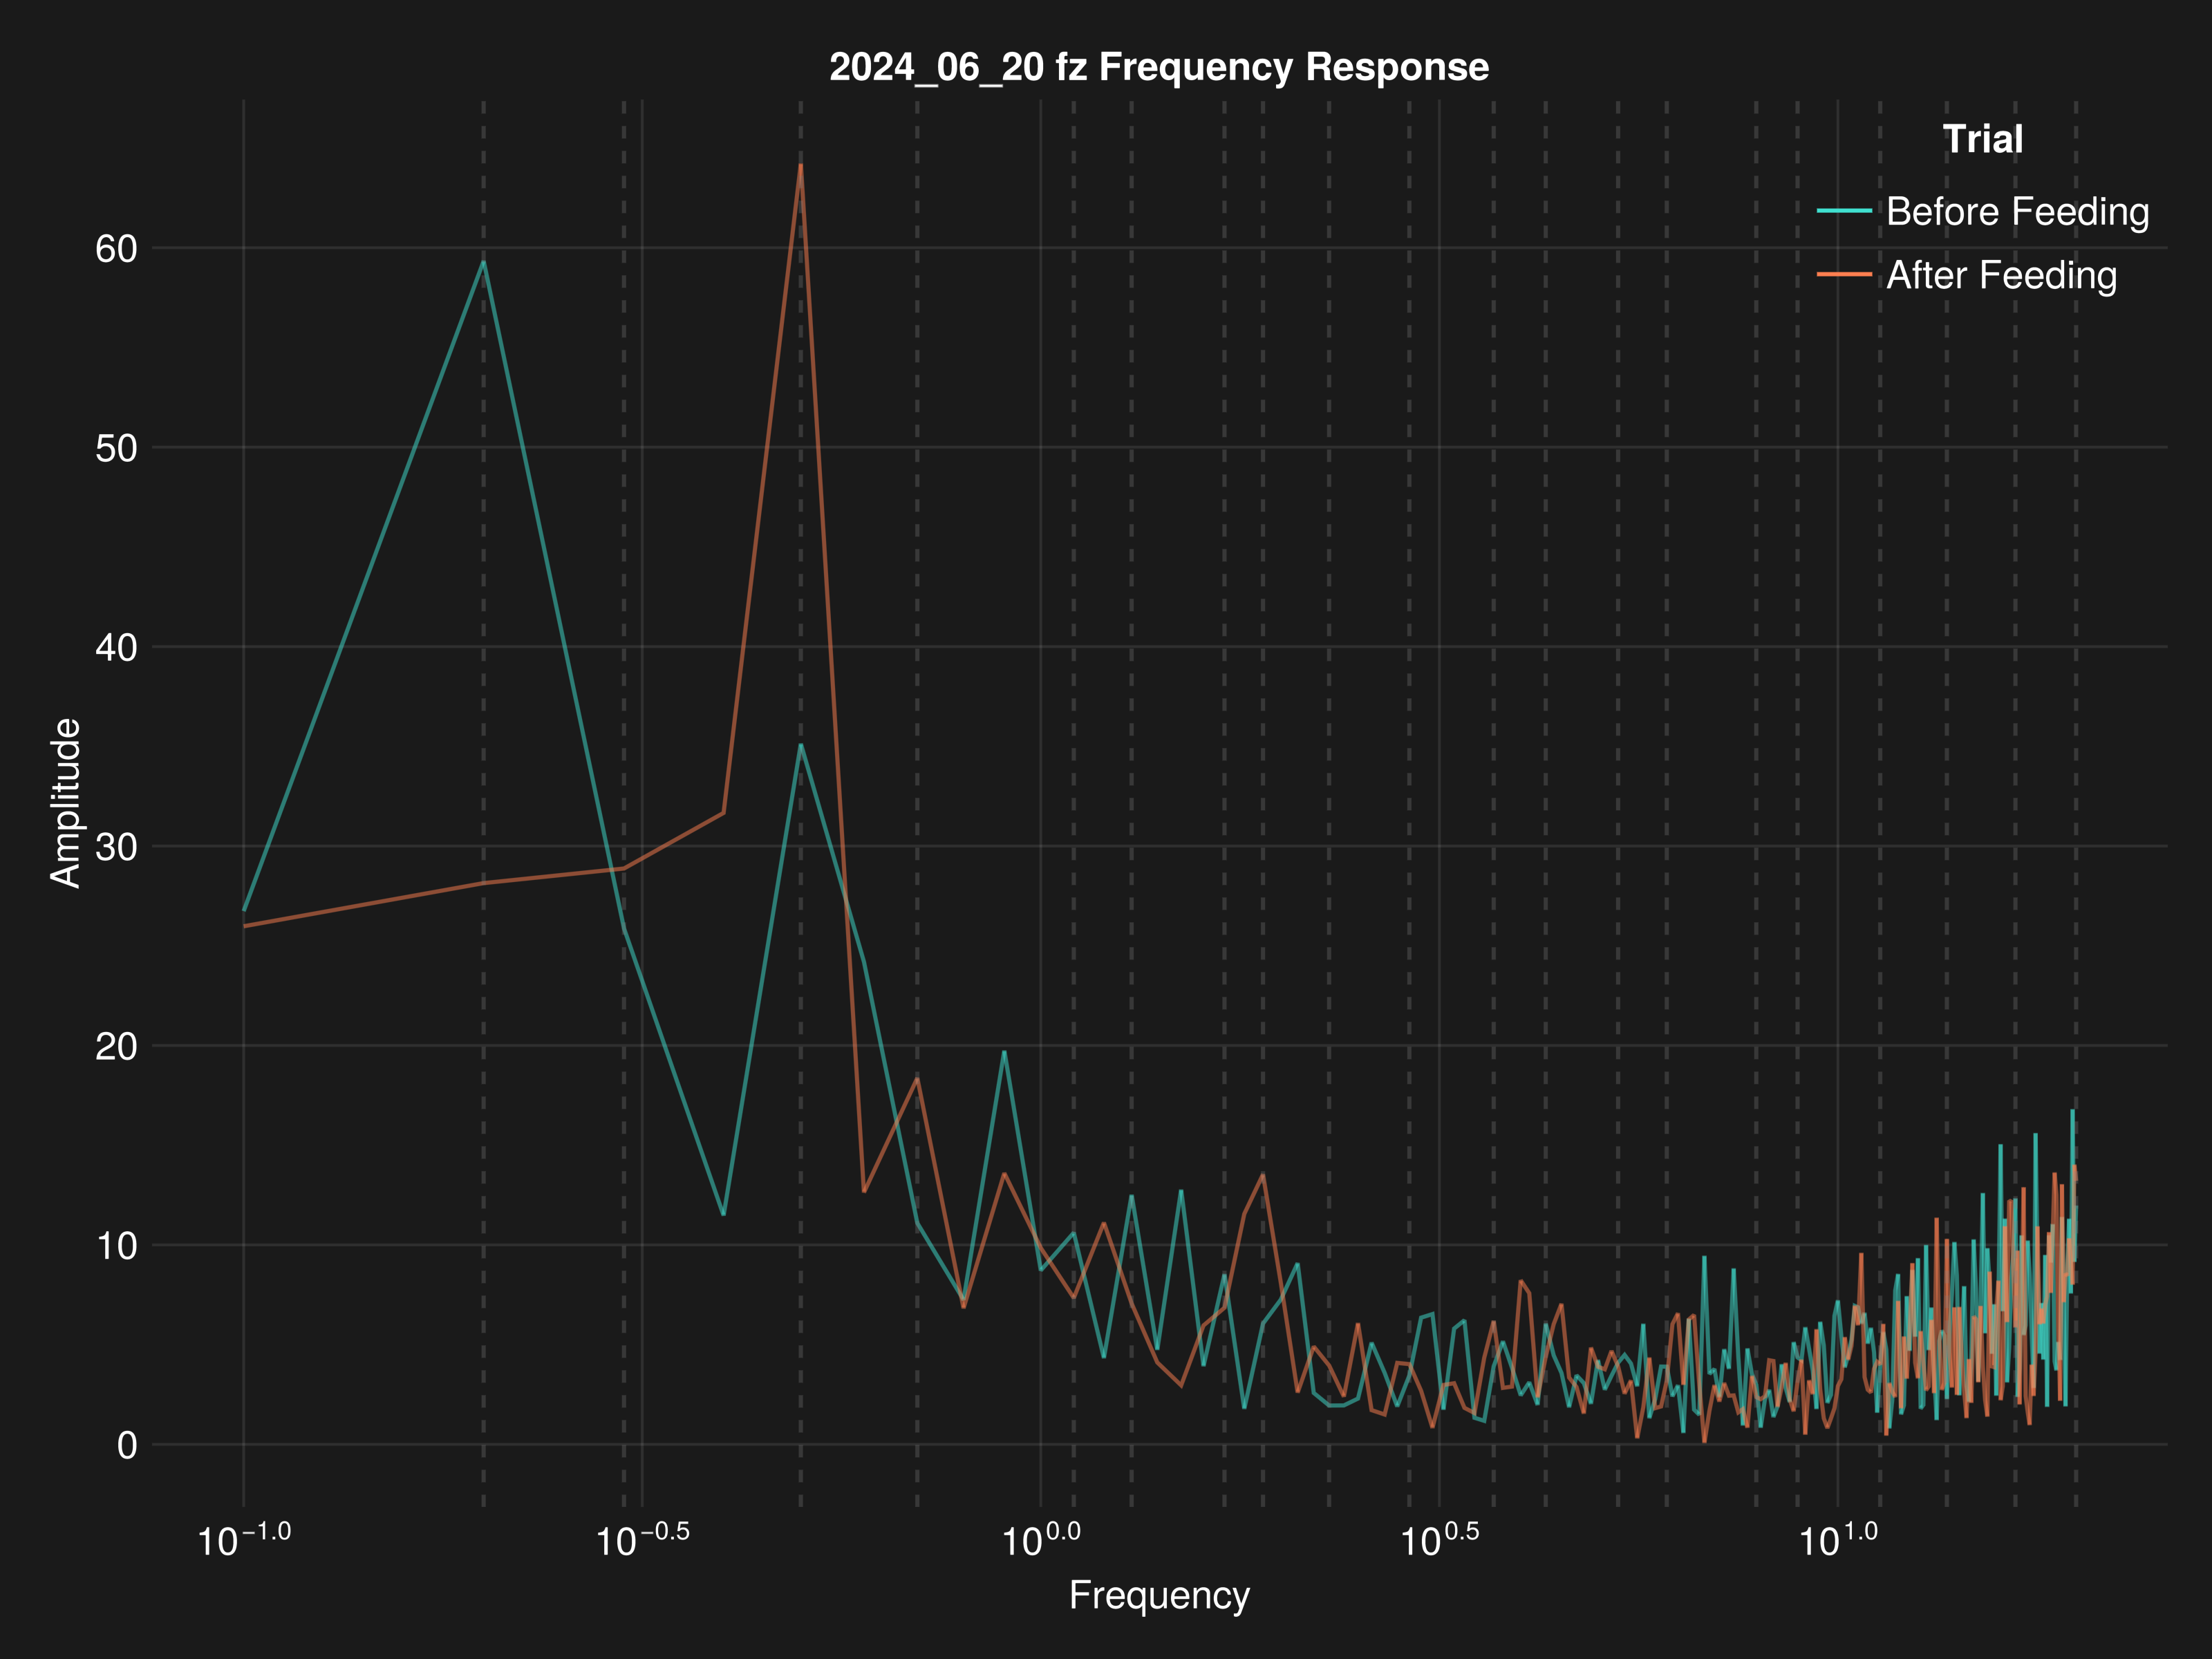 2024_06_20 fz Frequency Response
Trial
Before Feeding
After Feeding
60
50
40
30
20
10
0
Amplitude
10^−1.0 10^−0.5 10^0.0 10^0.5 10^1.0
Frequency